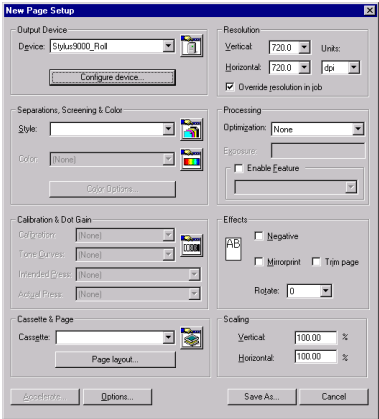 New Page Setup
Output Device
Device: Stylus9000_Roll
Configure device...
Resolution
Vertical: 720.0 Units:
Horizontal: 720.0 dpi
Override resolution in job
Separations, Screening & Color
Style:
Color: (None)
Color Options...
Processing
Optimization: None
Exposure:
Enable Feature
Calibration & Dot Gain
Calibration: (None)
Tone Curves: (None)
Intended Press: (None)
Actual Press: (None)
Effects
AB
Negative
Mirrorprint Trim page
Rotate: 0
Cassette & Page
Cassette:
Page layout...
Scaling
Vertical: 100.00 %
Horizontal: 100.00 %
Accelerate... Options... Save As... Cancel